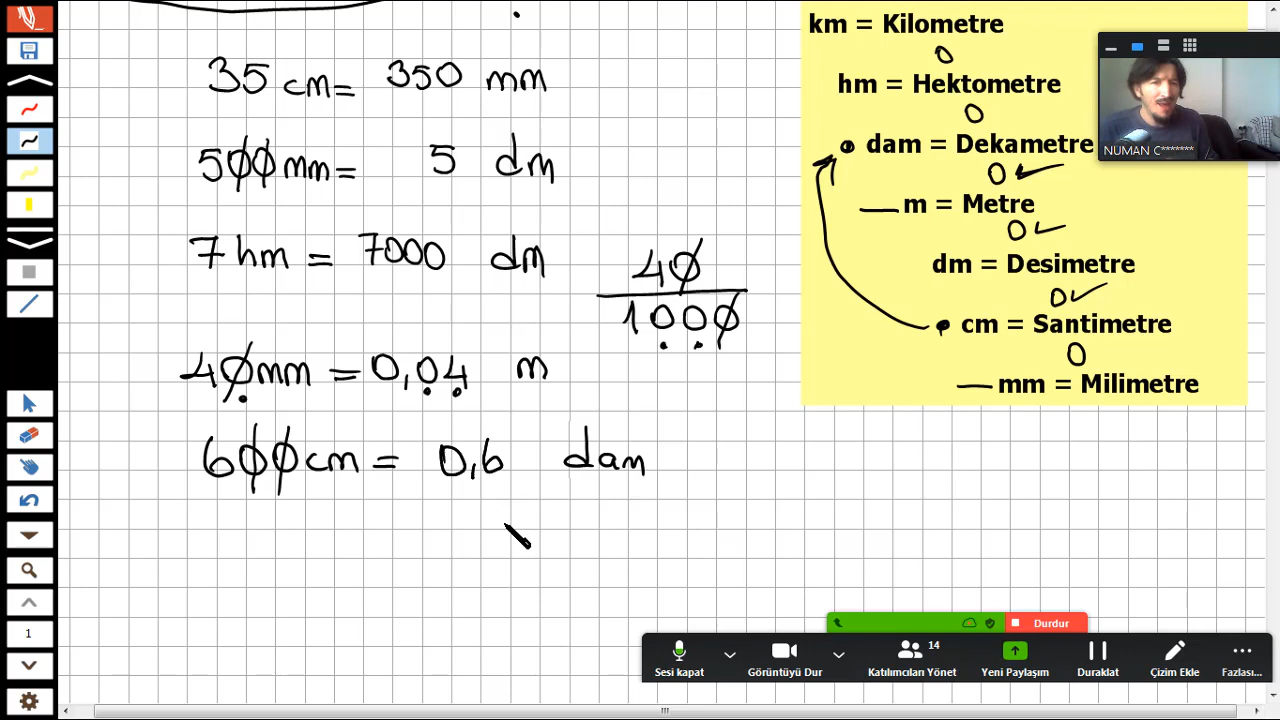 35 cm = 350 mm
500 mm = 5 dm
7 hm = 7000 dm
40
1000
40 mm = 0,04 m
600 cm = 0,6 dam
km = Kilometre
0
hm = Hektometre
0
dam = Dekametre
0
m = Metre
0
dm = Desimetre
0
cm = Santimetre
0
mm = Milimetre
NUMAN C*******
1
Durdur
14
Sesi kapat
Görüntüyü Dur
Katılımcıları Yönet
Yeni Paylaşım
Duraklat
Çizim Ekle
Fazlası...